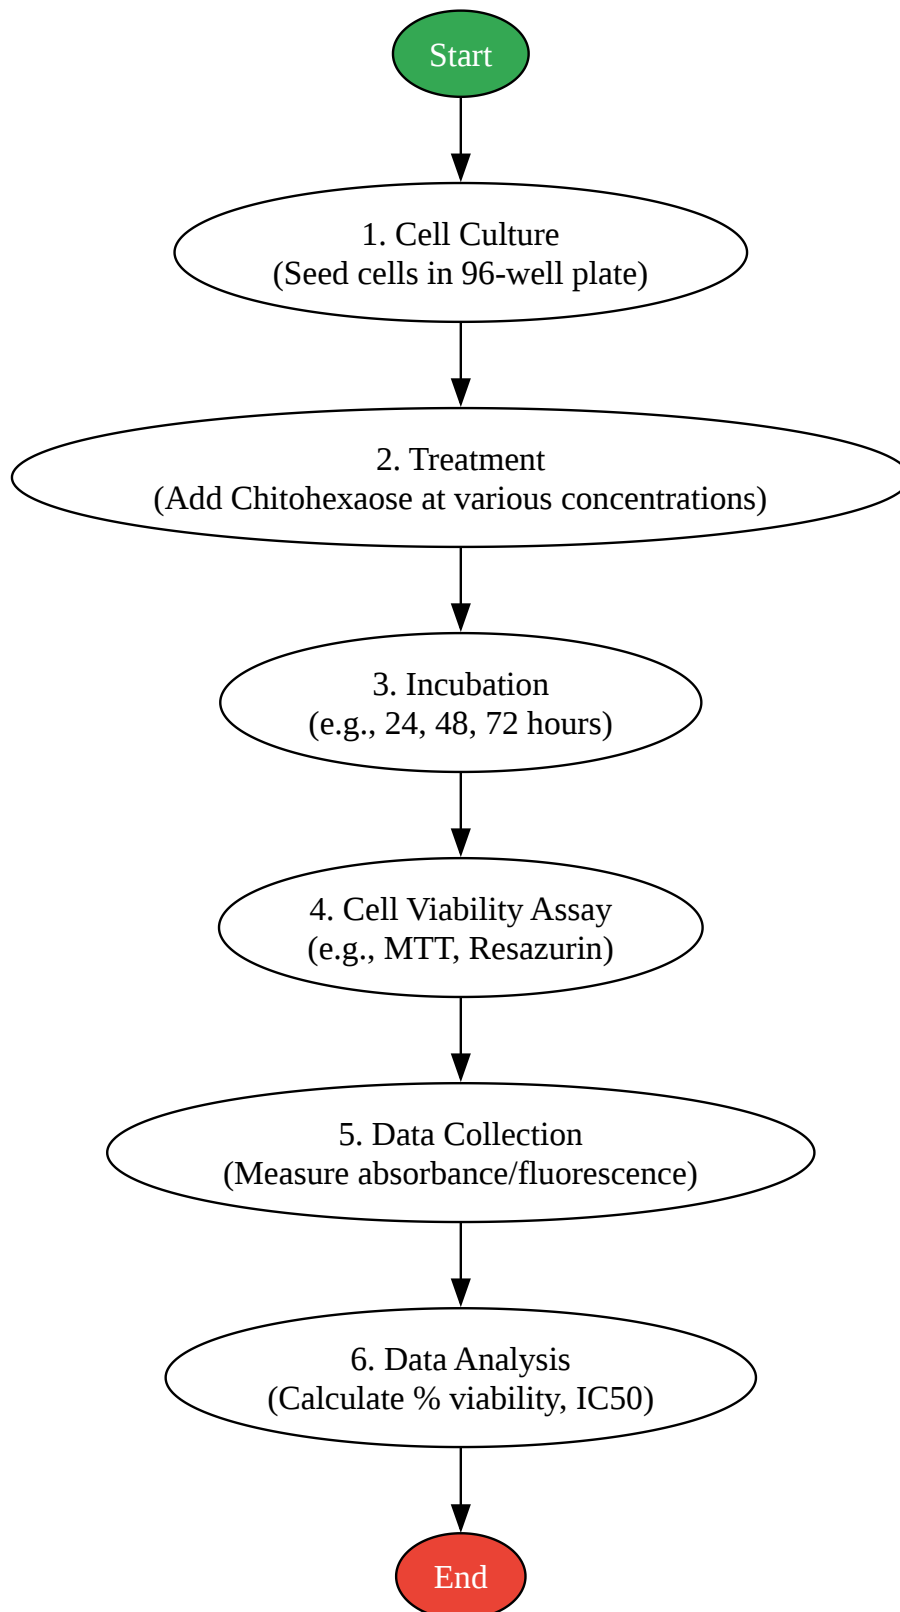 Start
1. Cell Culture
(Seed cells in 96-well plate)
2. Treatment
(Add Chitohexaose at various concentrations)
3. Incubation
(e.g., 24, 48, 72 hours)
4. Cell Viability Assay
(e.g., MTT, Resazurin)
5. Data Collection
(Measure absorbance/fluorescence)
6. Data Analysis
(Calculate % viability, IC50)
End